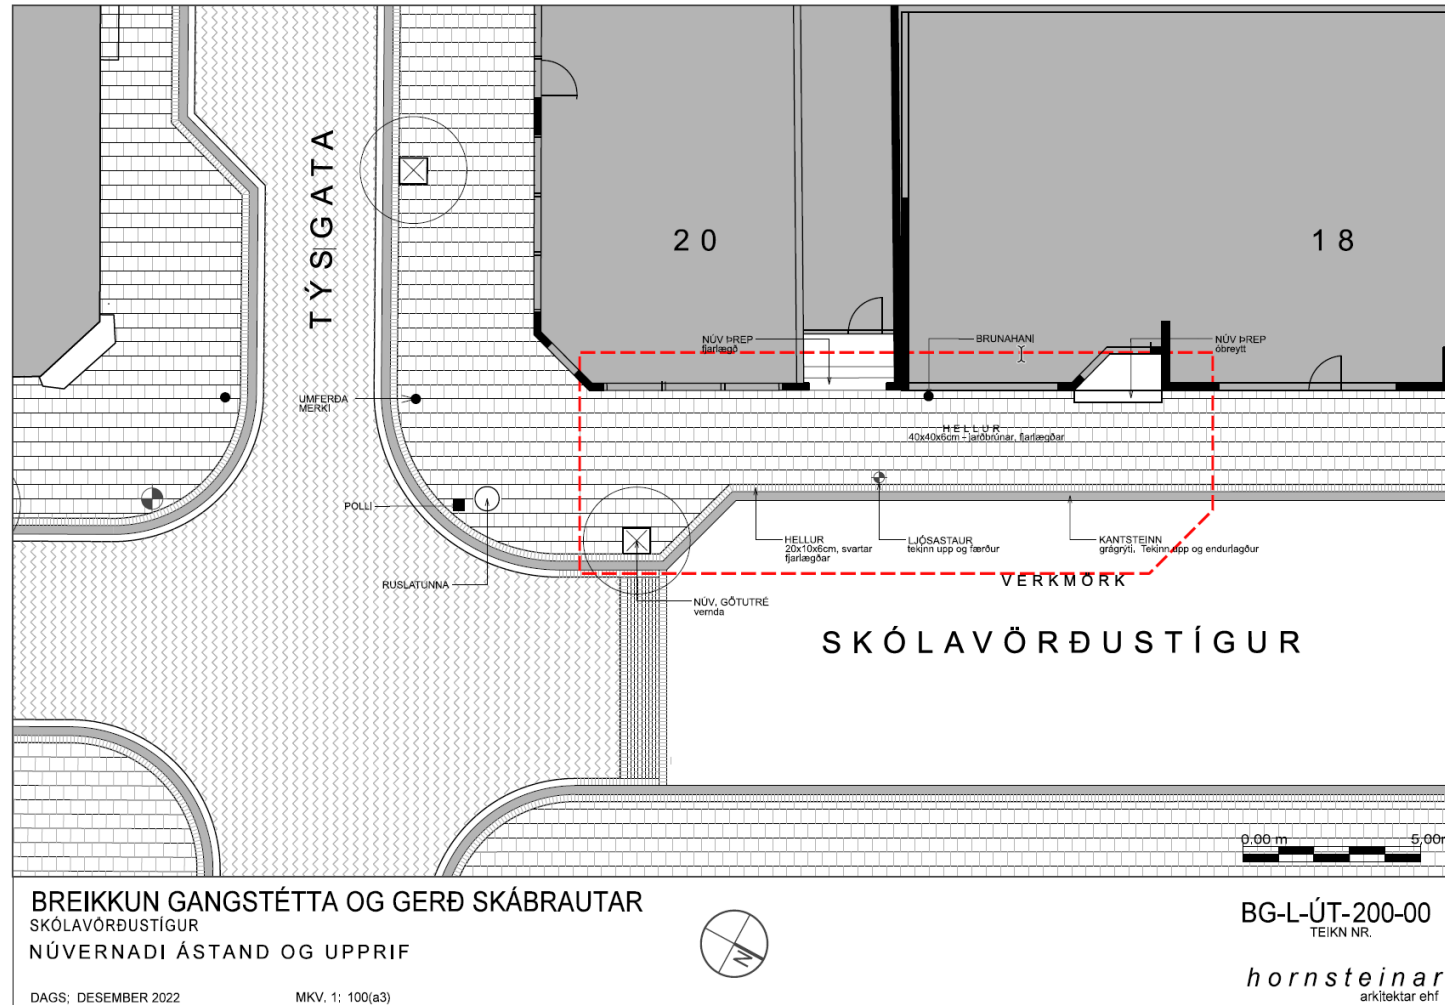 TÝSGATA
20
18
NÚV ÞREP
fjarlægð
BRUNAHANI
NÚV ÞREP
óbreytt
UMFERÐA
MERKI
HELLUR
40x40x6cm - jarðbrúnar, fjarlægðar
POLLI
HELLUR
20x10x6cm, svartar
fjarlægðar
LJÓSASTAUR
tekinn upp og færður
KANTSTEINN
grágrýti, Tekinn upp og endurlagður
RUSLATUNNA
VERKMÖRK
NÚV, GÖTUTRÉ
vernda
SKÓLAVÖRÐUSTÍGUR
0.00 m
5.00m
BREIKKUN GANGSTÉTTA OG GERÐ SKÁBRAUTAR
SKÓLAVÖRÐUSTÍGUR
NÚVERNADI ÁSTAND OG UPPRIF
DAGS; DESEMBER 2022
MKV. 1: 100(a3)
N
BG-L-ÚT-200-00
TEIKN NR.
hornsteinar
arkitektar ehf